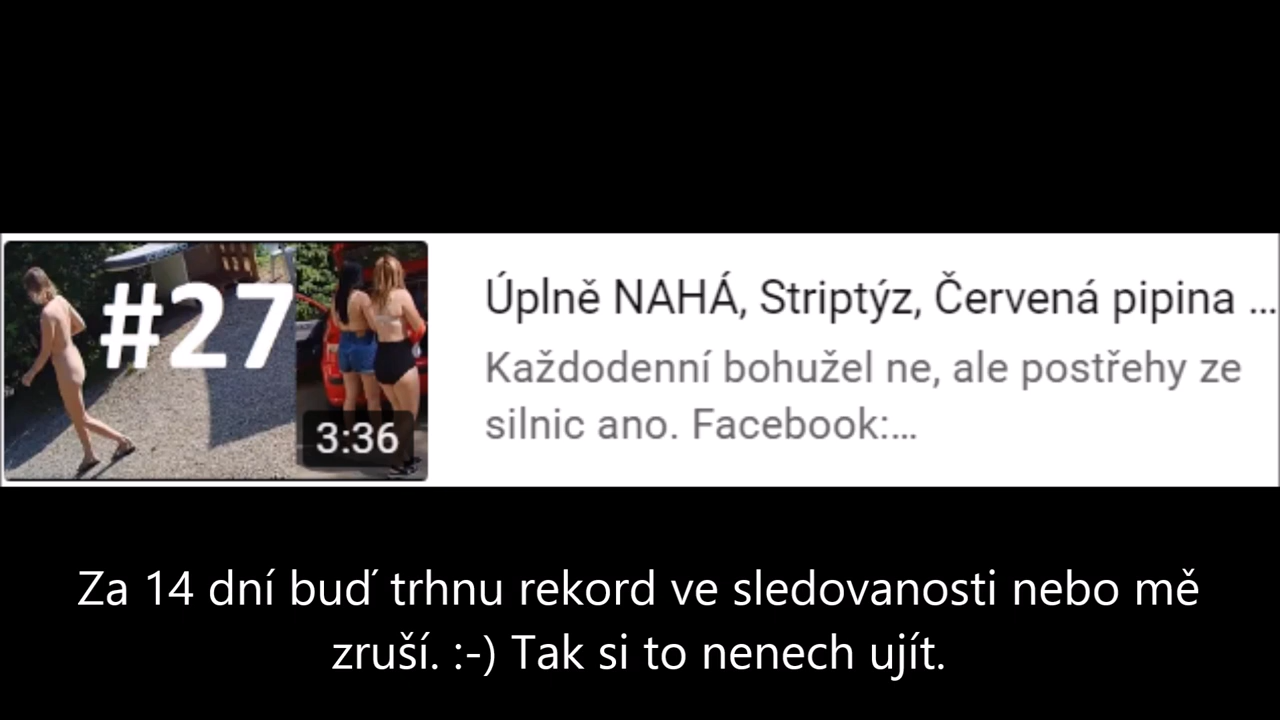 #27
3:36
Úplně NAHÁ, Striptýz, Červená pipina ...
Každodenní bohužel ne, ale postřehy ze
silnic ano. Facebook:...
Za 14 dní buď trhnu rekord ve sledovanosti nebo mě
zruší. :-) Tak si to nenech ujít.